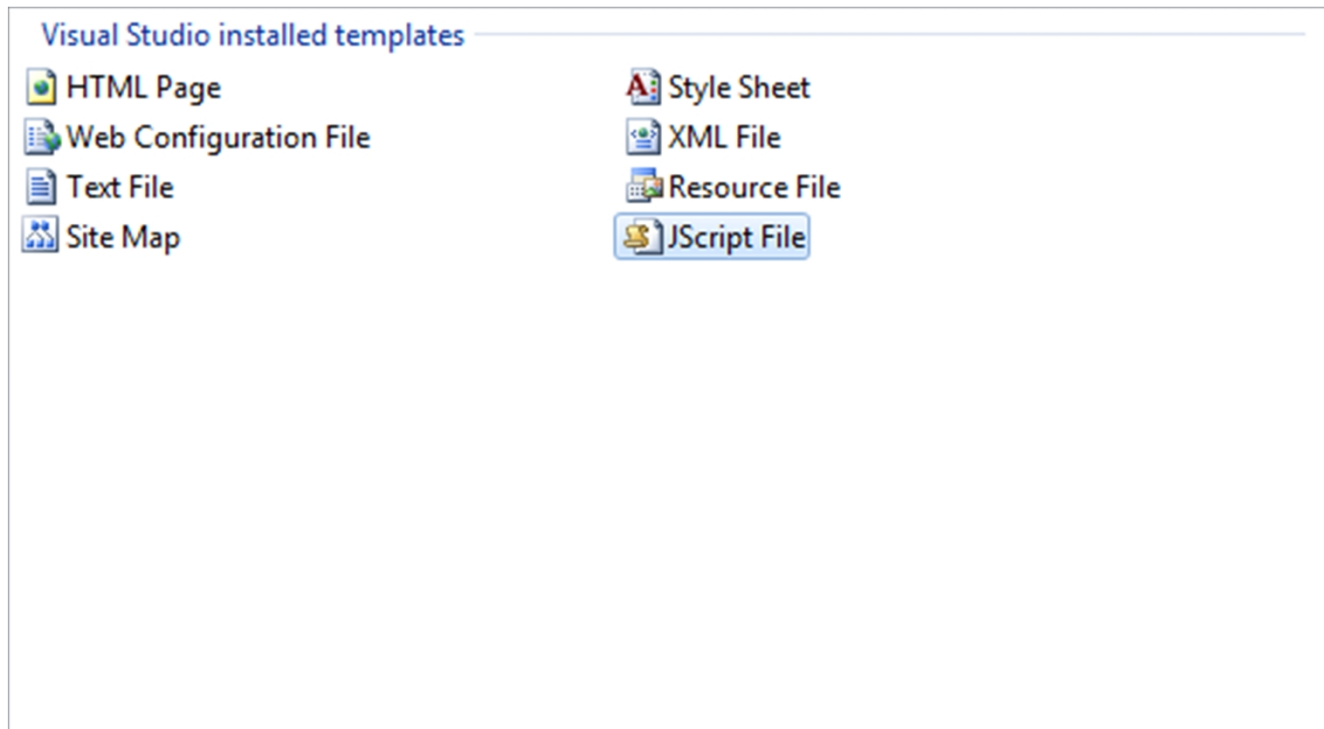 Visual Studio installed templates
HTML Page
Style Sheet
Web Configuration File
XML File
Text File
Resource File
Site Map
JScript File